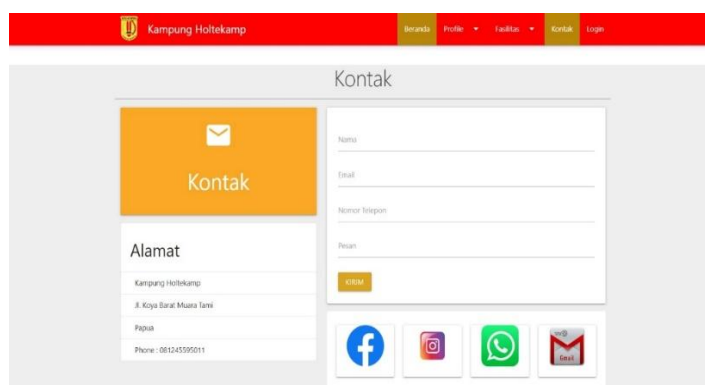 Kampung Holtekamp
Beranda Profile Fasilitas Kontak Login
Kontak
Kontak
Alamat
Kampung Holtekamp
Jl. Koya Barat Muara Tami
Papua
Phone : 081245595011
Nama
Email
Nomor Telepon
Pesan
KIRIM
Gmail